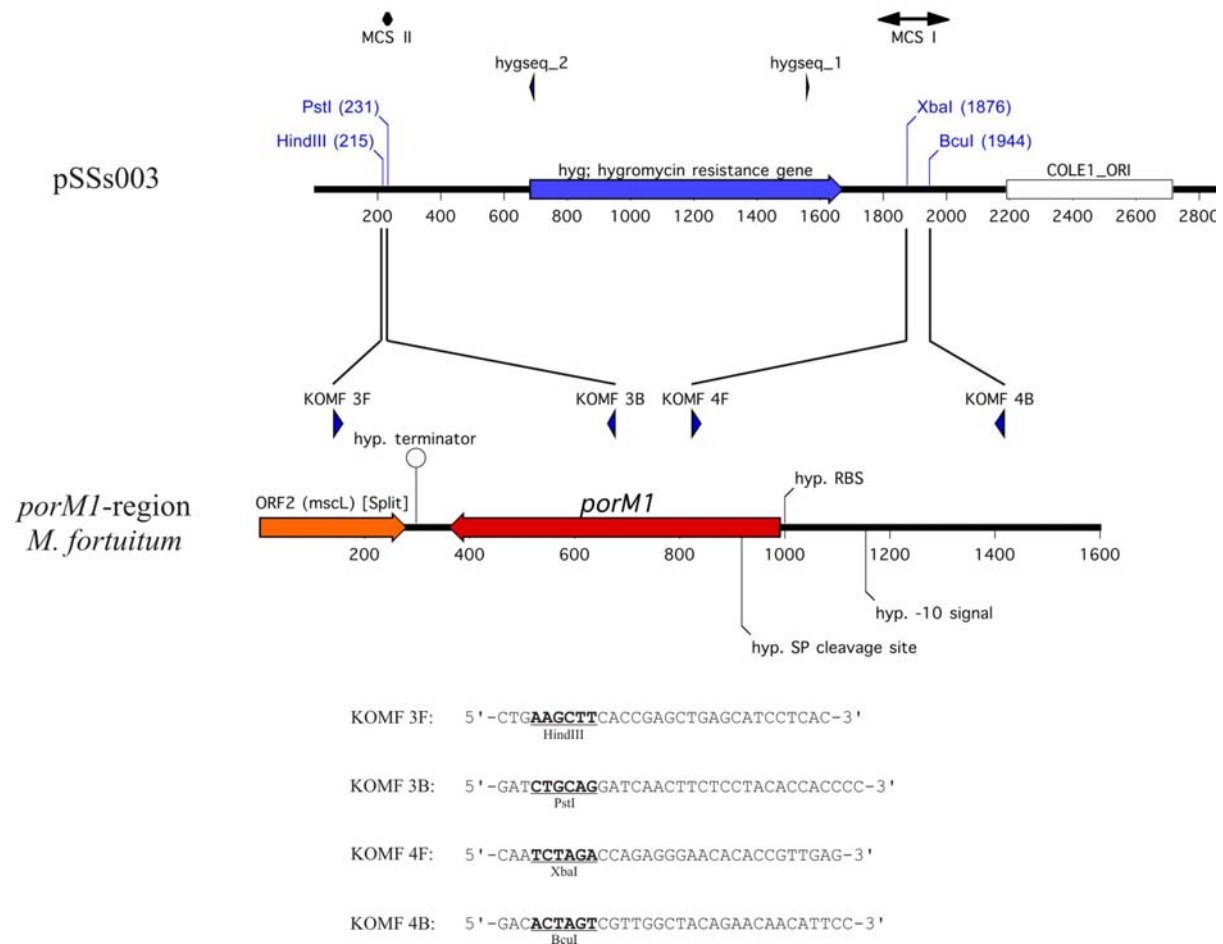 MCS II
MCS I
hygseq_2
hygseq_1
PstI (231)
XbaI (1876)
HindIII (215)
BcuI (1944)
pSSs003
hyg; hygromycin resistance gene
COLE1_ORI
200 400 600 800 1000 1200 1400 1600 1800 2000 2200 2400 2600 2800
KOMF 3F
KOMF 3B
KOMF 4F
KOMF 4B
hyp. terminator
hyp. RBS
porM1-region
M. fortuitum
ORF2 (mscL) [Split]
porM1
200 400 600 800 1000 1200 1400 1600
hyp. -10 signal
hyp. SP cleavage site
KOMF 3F: 5'-CTGAAGCTTCACCGAGCTGAGCATCCTCAC-3'
HindIII
KOMF 3B: 5'-GATCTGCAGGATCAACTTCTCCTACACCACCCC-3'
PstI
KOMF 4F: 5'-CAATCTAGACCAGAGGGAACACACCGTTGAG-3'
XbaI
KOMF 4B: 5'-GACACTAGTCGTTGGCTACAGAACAACATTCC-3'
BcuI